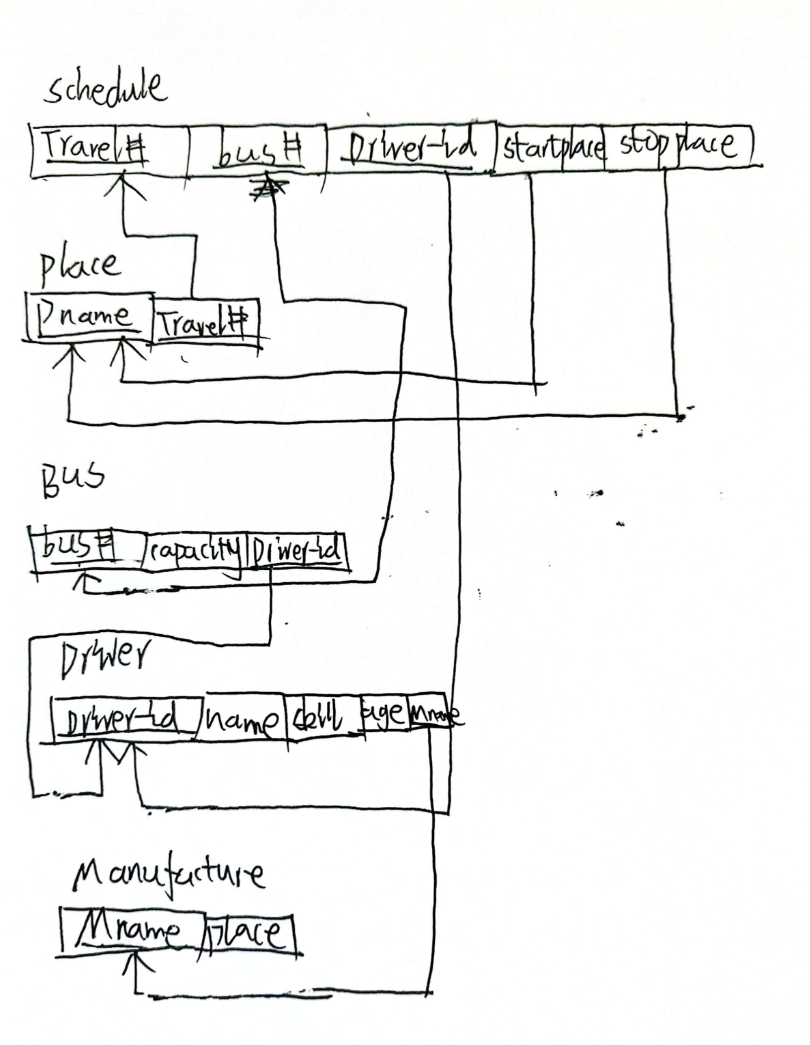 Schedule
Travel# bus# Driver-id startplace stopplace
place
Pname Travel#
Bus
bus# capacity Driver-id
Driver
Driver-id name age Mname
Manufacture
Mname place